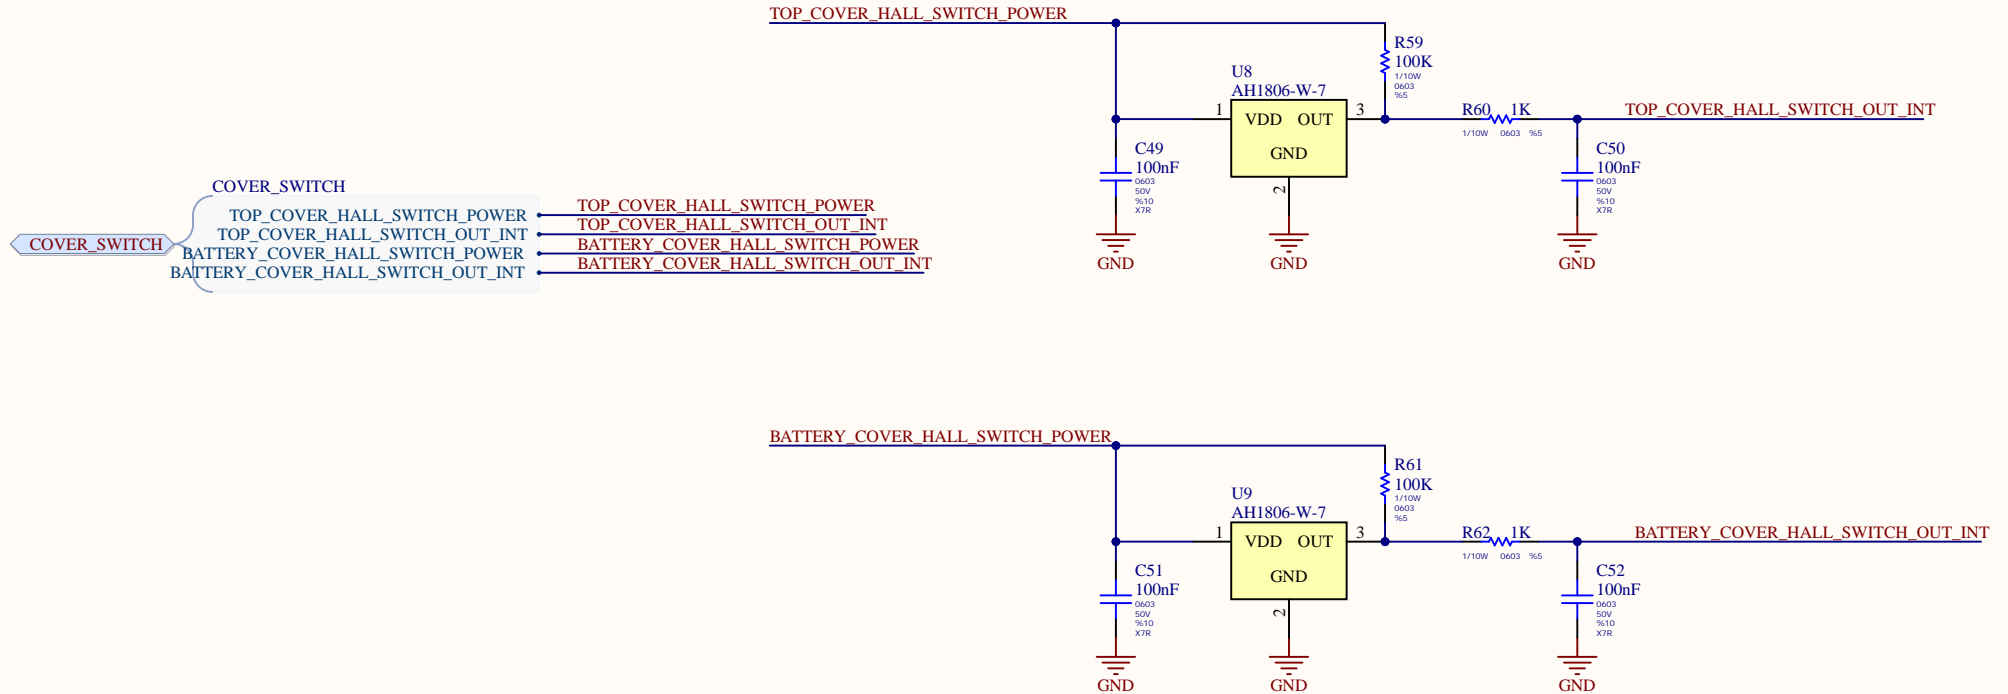 TOP_COVER_HALL_SWITCH_POWER
R59
100K
1/10W
0603
%5
U8
AH1806-W-7
1
VDD OUT
3
GND
2
R60 1K
1/10W 0603 %5
TOP_COVER_HALL_SWITCH_OUT_INT
C49
100nF
0603
50V
%10
X7R
C50
100nF
0603
50V
%10
X7R
GND
GND
GND
COVER_SWITCH
COVER_SWITCH
TOP_COVER_HALL_SWITCH_POWER
TOP_COVER_HALL_SWITCH_OUT_INT
BATTERY_COVER_HALL_SWITCH_POWER
BATTERY_COVER_HALL_SWITCH_OUT_INT
TOP_COVER_HALL_SWITCH_POWER
TOP_COVER_HALL_SWITCH_OUT_INT
BATTERY_COVER_HALL_SWITCH_POWER
BATTERY_COVER_HALL_SWITCH_OUT_INT
BATTERY_COVER_HALL_SWITCH_POWER
R61
100K
1/10W
0603
%5
U9
AH1806-W-7
1
VDD OUT
3
GND
2
R62 1K
1/10W 0603 %5
BATTERY_COVER_HALL_SWITCH_OUT_INT
C51
100nF
0603
50V
%10
X7R
C52
100nF
0603
50V
%10
X7R
GND
GND
GND